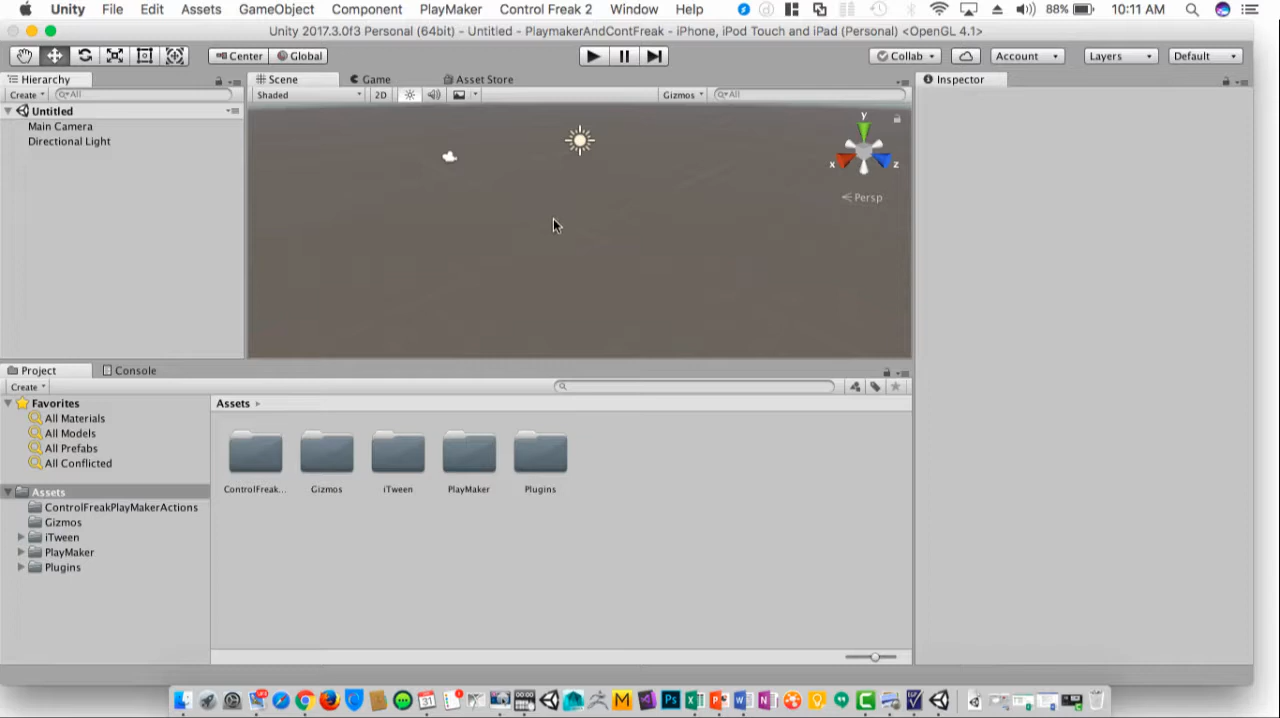 Unity File Edit Assets GameObject Component PlayMaker Control Freak 2 Window Help 88% 10:11 AM
Unity 2017.3.0f3 Personal (64bit) - Untitled - PlaymakerAndContFreak - iPhone, iPod Touch and iPad (Personal) <OpenGL 4.1>
Center Global Collab Account Layers Default
Hierarchy Scene Game Asset Store Inspector
Create All Shaded 2D Gizmos All
Untitled
Main Camera
Directional Light
y
x z
Persp
Project Console
Create
Favorites
All Materials
All Models
All Prefabs
All Conflicted
Assets
ControlFreakPlayMakerActions
Gizmos
iTween
PlayMaker
Plugins
Assets
ControlFreak... Gizmos iTween PlayMaker Plugins